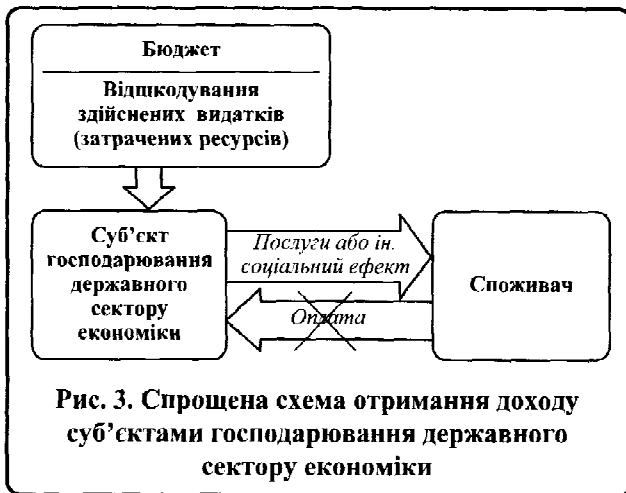 Бюджет
Відшкодування
здійснених видатків
(затрачених ресурсів)
Суб’єкт
господарювання
державного
сектору
економіки
Послуги або ін.
соціальний ефект
Оплата
Споживач
Рис. 3. Спрощена схема отримання доходу
суб’єктами господарювання державного
сектору економіки